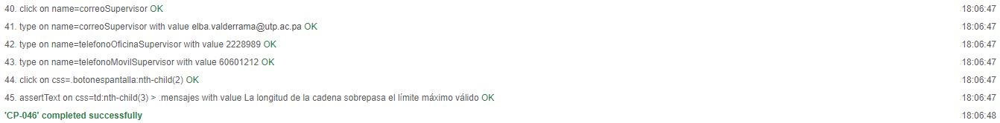 40. click on name=correoSupervisor OK 18:06:47
41. type on name=correoSupervisor with value elba.valderrama@utp.ac.pa OK 18:06:47
42. type on name=telefonoOficinaSupervisor with value 2228989 OK 18:06:47
43. type on name=telefonoMovilSupervisor with value 60601212 OK 18:06:47
44. click on css=.botonespantalla:nth-child(2) OK 18:06:47
45. assertText on css=td:nth-child(3) > .mensajes with value La longitud de la cadena sobrepasa el límite máximo válido OK 18:06:47
'CP-046' completed successfully 18:06:48